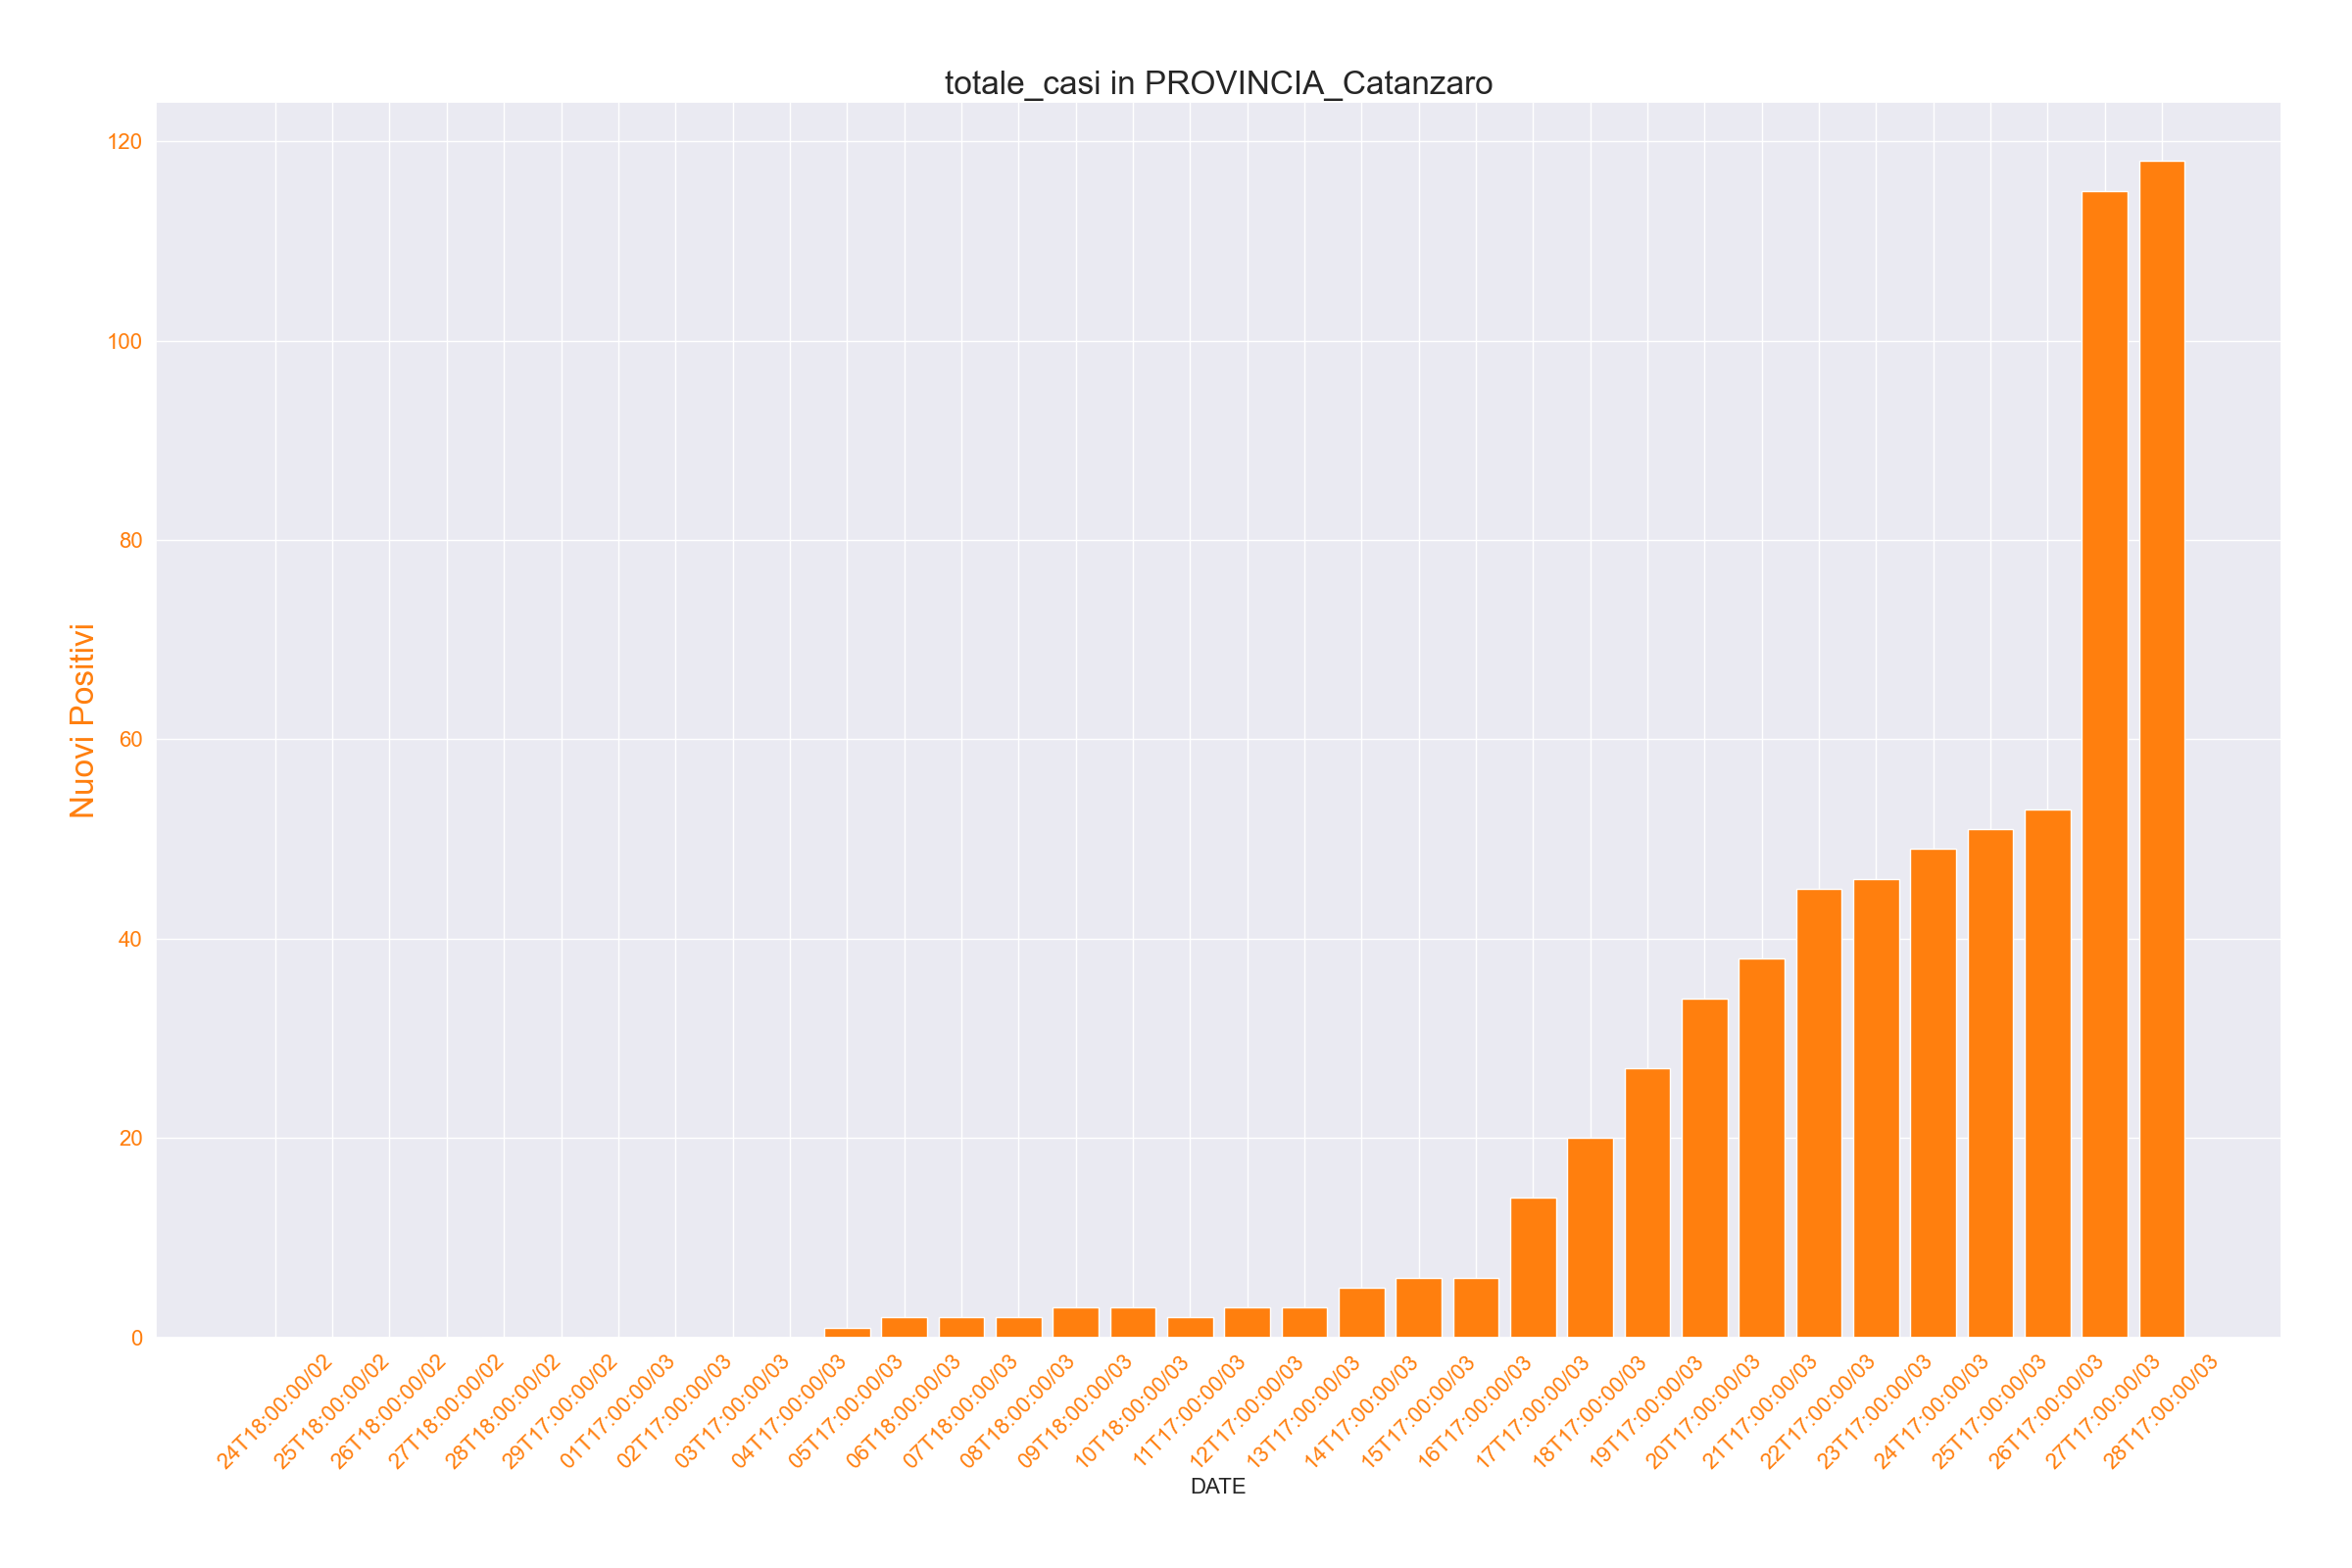 totale_casi in PROVINCIA_Catanzaro
Nuovi Positivi
120
100
80
60
40
20
0
24T18:00:00/02
25T18:00:00/02
26T18:00:00/02
27T18:00:00/02
28T18:00:00/02
29T17:00:00/02
01T17:00:00/03
02T17:00:00/03
03T17:00:00/03
04T17:00:00/03
05T17:00:00/03
06T18:00:00/03
07T18:00:00/03
08T18:00:00/03
09T18:00:00/03
10T18:00:00/03
11T17:00:00/03
12T17:00:00/03
13T17:00:00/03
14T17:00:00/03
15T17:00:00/03
16T17:00:00/03
17T17:00:00/03
18T17:00:00/03
19T17:00:00/03
20T17:00:00/03
21T17:00:00/03
22T17:00:00/03
23T17:00:00/03
24T17:00:00/03
25T17:00:00/03
26T17:00:00/03
27T17:00:00/03
28T17:00:00/03
DATE